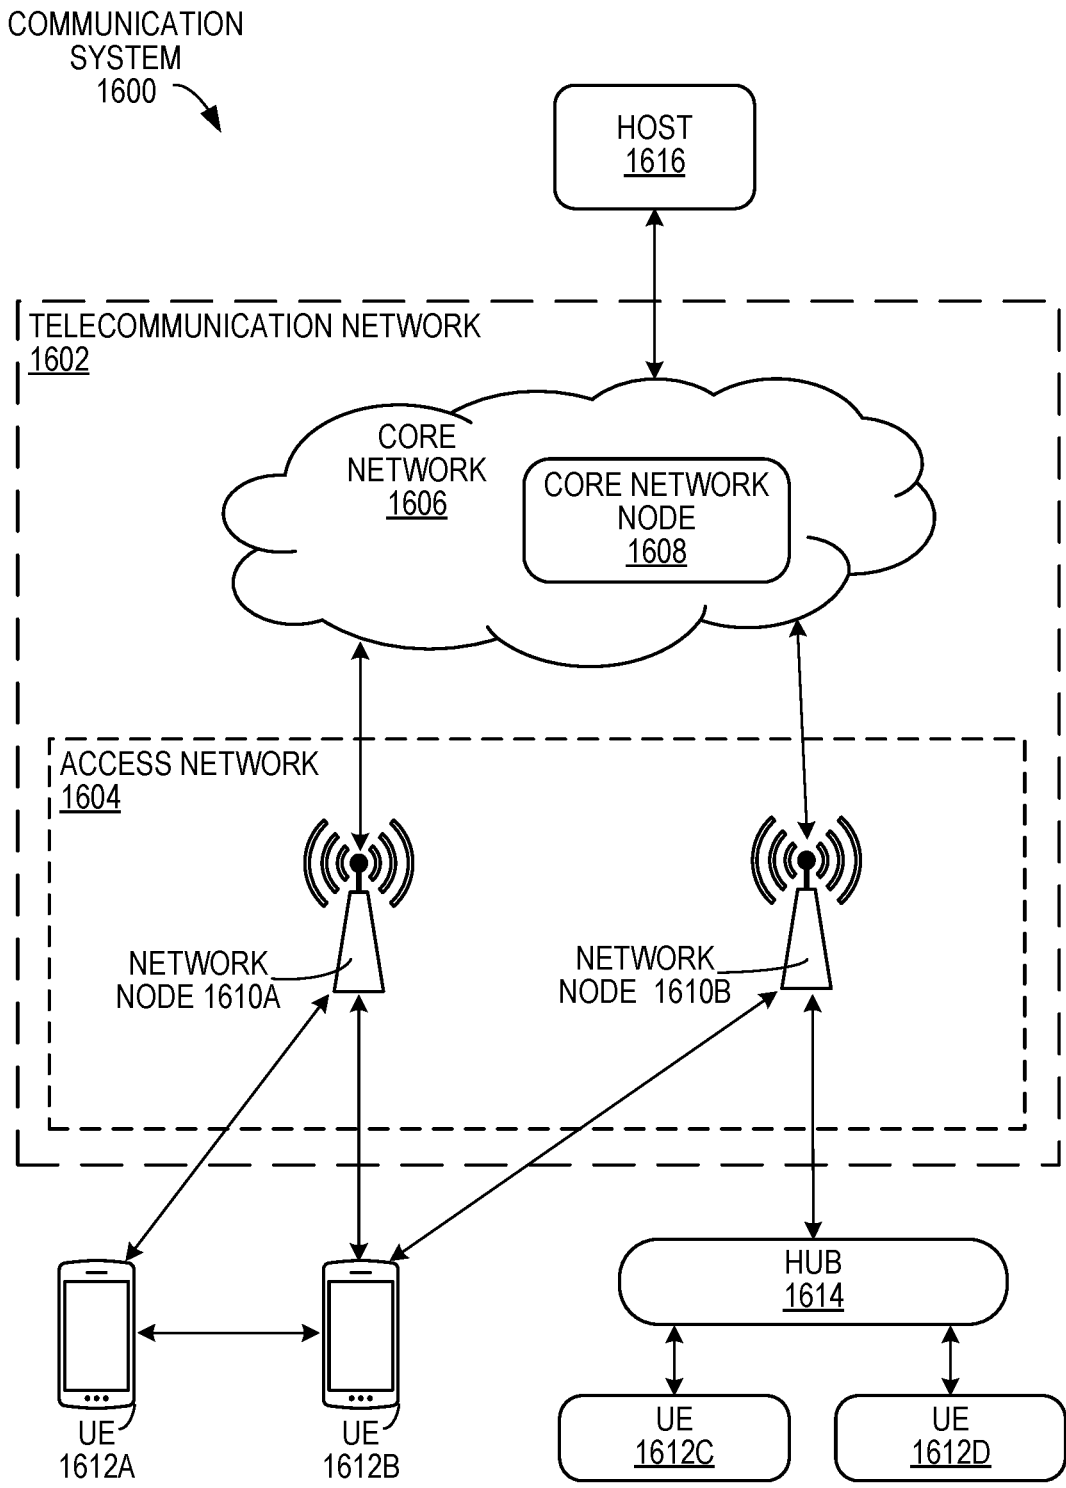 COMMUNICATION
SYSTEM
1600
HOST
1616
TELECOMMUNICATION NETWORK
1602
CORE
NETWORK
1606
CORE NETWORK
NODE
1608
ACCESS NETWORK
1604
NETWORK
NODE 1610A
NETWORK
NODE 1610B
HUB
1614
UE
1612A
UE
1612B
UE
1612C
UE
1612D